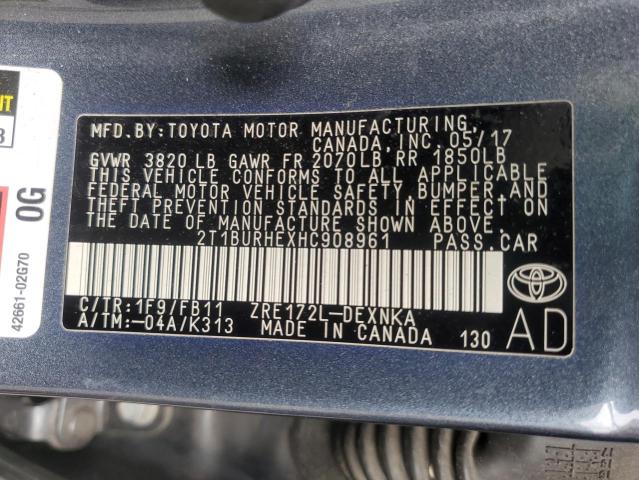 MFD.BY:TOYOTA MOTOR MANUFACTURING,
CANADA,INC.05/17
GVWR 3820LB GAWR FR 2070LB, RR 1850LB
THIS VEHICLE CONFORMS TO ALL APPLICABLE
FEDERAL MOTOR VEHICLE SAFETY, BUMPER, AND
THEFT PREVENTION STANDARDS IN EFFECT ON
THE DATE OF MANUFACTURE SHOWN ABOVE.
2T1BURHEXHC908961 PASS.CAR
C/TR:1F9/FB11 ZRE172L-DEXNKA
A/TM:-04A/K313 MADE IN CANADA 130
TOYOTA
AD
0G
42661-02G70